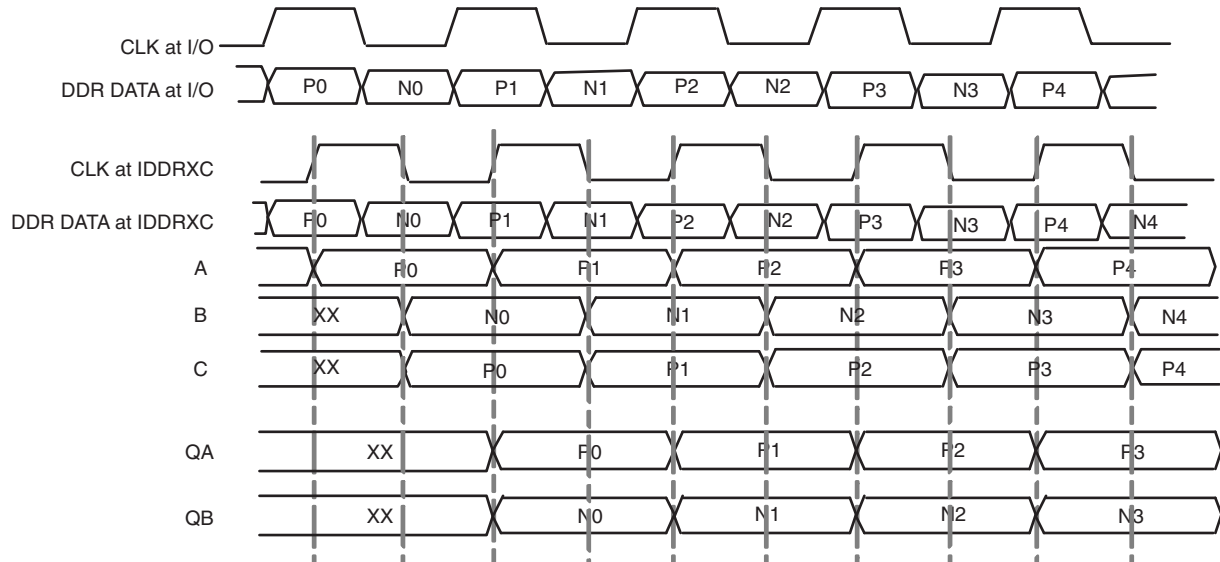 CLK at I/O
DDR DATA at I/O P0 N0 P1 N1 P2 N2 P3 N3 P4
CLK at IDDRXC
DDR DATA at IDDRXC P0 N0 P1 N1 P2 N2 P3 N3 P4 N4
A P0 P1 P2 P3 P4
B XX N0 N1 N2 N3 N4
C XX P0 P1 P2 P3 P4
QA XX P0 P1 P2 P3
QB XX N0 N1 N2 N3